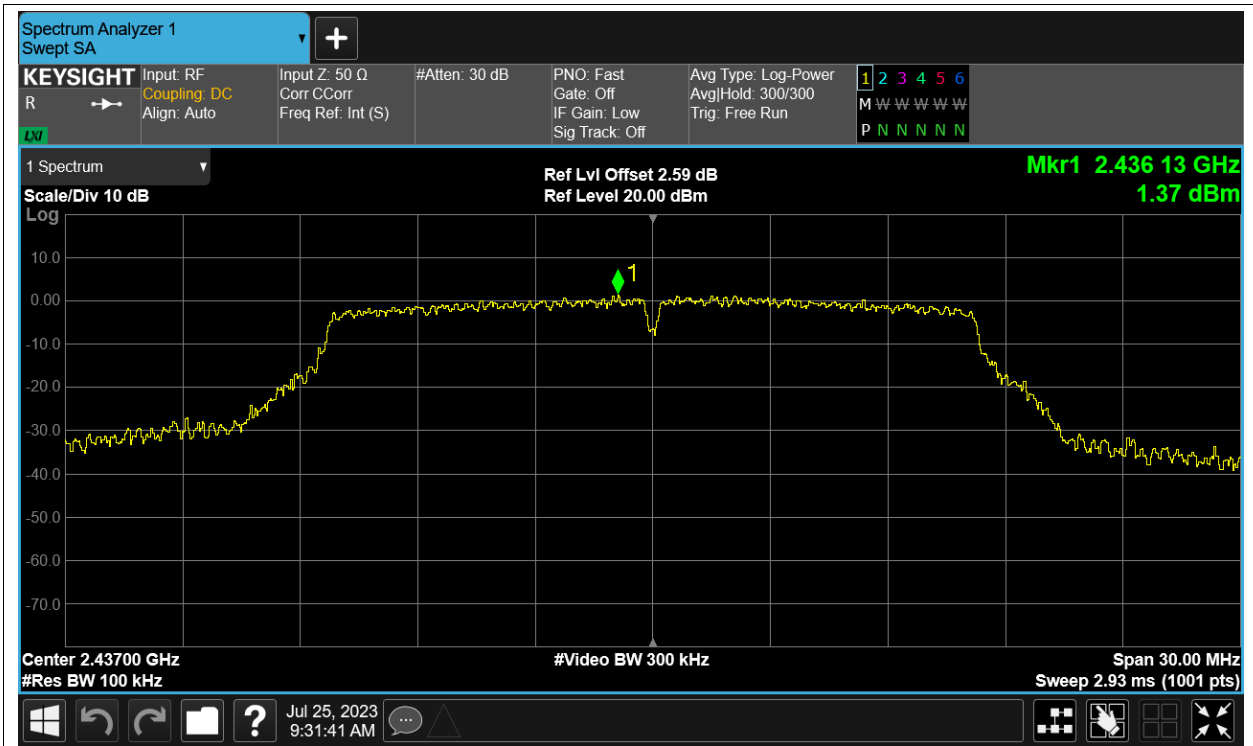 Spectrum Analyzer 1
Swept SA
KEYSIGHT
R
LXI
Input: RF
Coupling: DC
Align: Auto
Input Z: 50 Ω
Corr CCorr
Freq Ref: Int (S)
#Atten: 30 dB
PNO: Fast
Gate: Off
IF Gain: Low
Sig Track: Off
Avg Type: Log-Power
Avg|Hold: 300/300
Trig: Free Run
1 2 3 4 5 6
M W W W W W
P N N N N N
1 Spectrum
Scale/Div 10 dB
Ref Lvl Offset 2.59 dB
Ref Level 20.00 dBm
Mkr1 2.436 13 GHz
1.37 dBm
Log
10.0
0.00
-10.0
-20.0
-30.0
-40.0
-50.0
-60.0
-70.0
1
Center 2.43700 GHz
#Res BW 100 kHz
#Video BW 300 kHz
Span 30.00 MHz
Sweep 2.93 ms (1001 pts)
?
Jul 25, 2023
9:31:41 AM